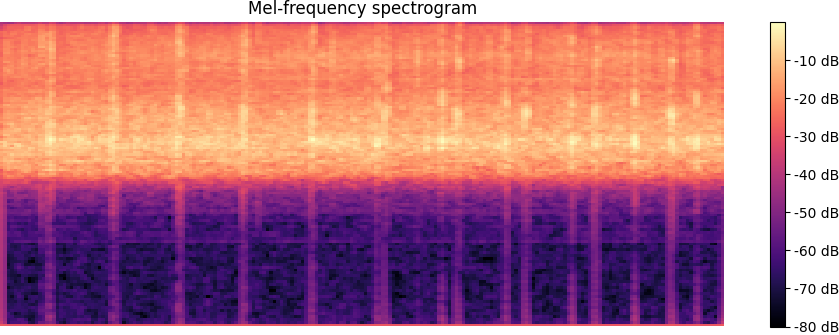 Mel-frequency spectrogram
-10 dB
-20 dB
-30 dB
-40 dB
-50 dB
-60 dB
-70 dB
-80 dB